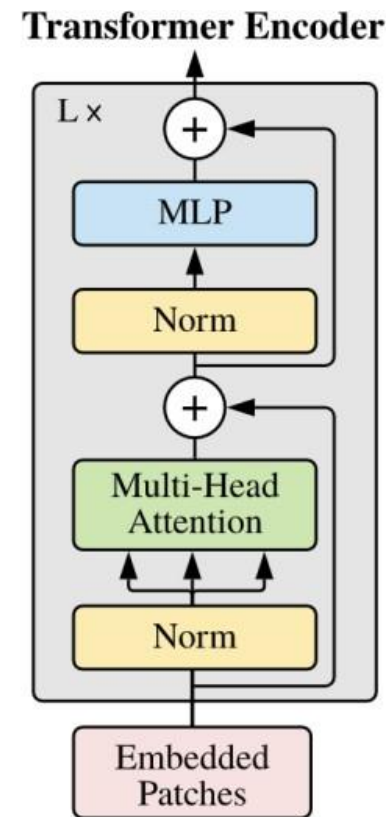 Transformer Encoder
L ×
+
MLP
Norm
+
Multi-Head
Attention
Norm
Embedded
Patches